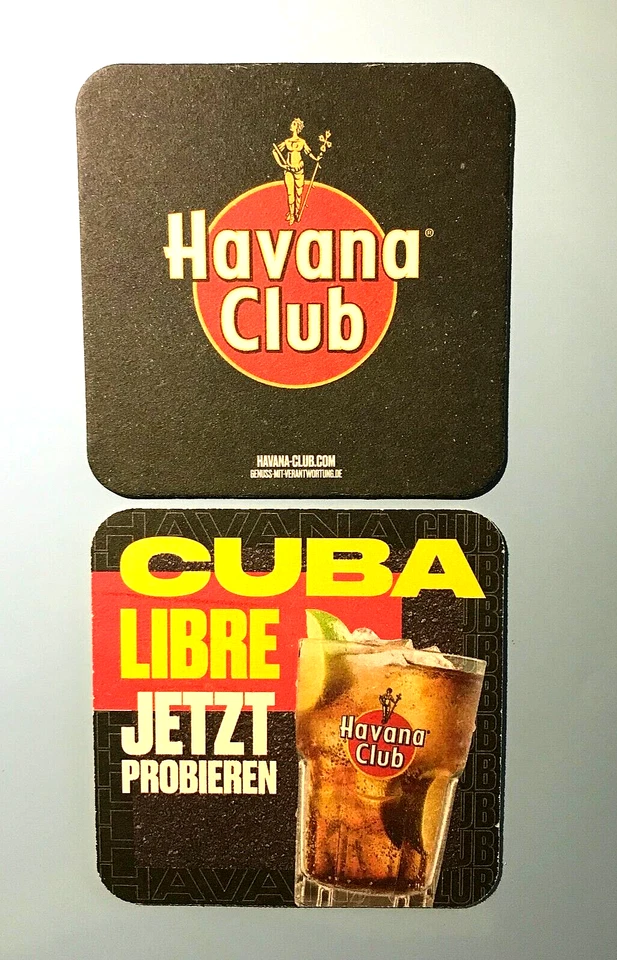 Havana®
Club
HAVANA-CLUB.COM
GENUSS-MIT-VERANTWORTUNG.DE
HAVANA CLUB
CUBA
LIBRE
JETZT
PROBIEREN
Havana
Club
HAVANA CLUB